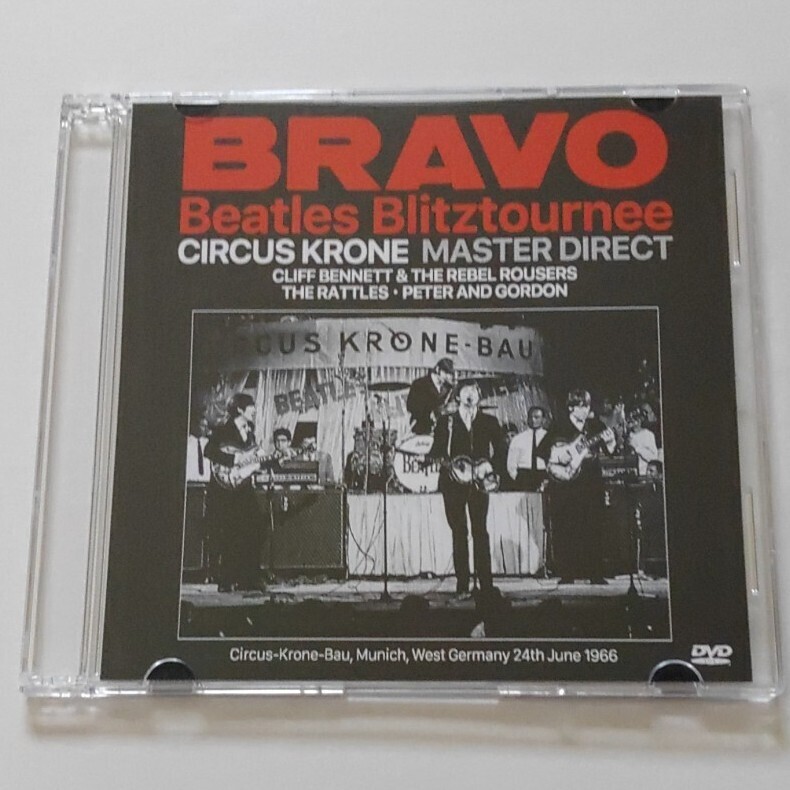 BRAVO
Beatles Blitztournee
CIRCUS KRONE MASTER DIRECT
CLIFF BENNETT & THE REBEL ROUSERS
THE RATTLES • PETER AND GORDON
CUS KRONE-BAU
BEATLES
Circus-Krone-Bau, Munich, West Germany 24th June 1966
DVD